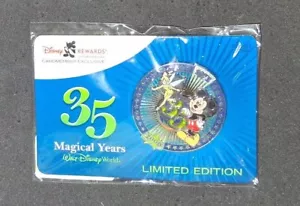 Disney REWARDS
35
Magical Years
Walt Disney World
LIMITED EDITION